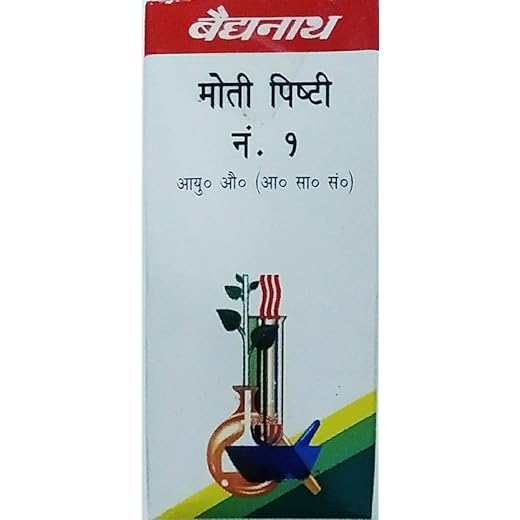 बैद्यनाथ
मोती पिष्टी
नं. १
आयु० औ० (आ० सा० सं०)